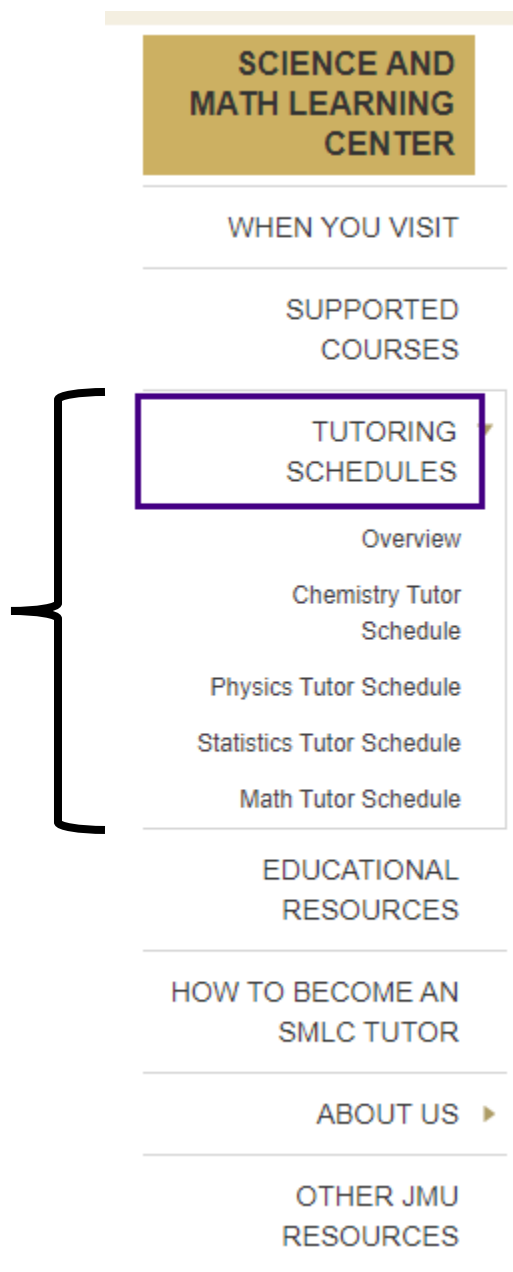 SCIENCE AND
MATH LEARNING
CENTER
WHEN YOU VISIT
SUPPORTED
COURSES
TUTORING
SCHEDULES
Overview
Chemistry Tutor
Schedule
Physics Tutor Schedule
Statistics Tutor Schedule
Math Tutor Schedule
EDUCATIONAL
RESOURCES
HOW TO BECOME AN
SMLC TUTOR
ABOUT US
OTHER JMU
RESOURCES